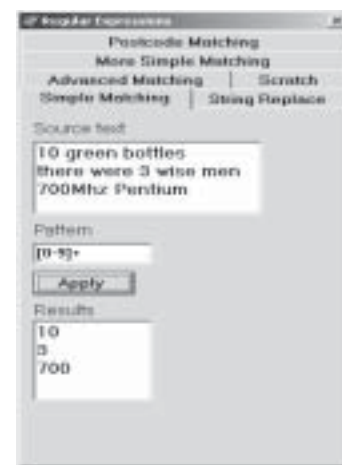 Regular Expressions
Postcode Matching
More Simple Matching
Advanced Matching
Scratch
Simple Matching
String Replace
Source text
10 green bottles
there were 3 wise men
700Mhz Pentium
Pattern
[0-9]+
Apply
Results
10
3
700